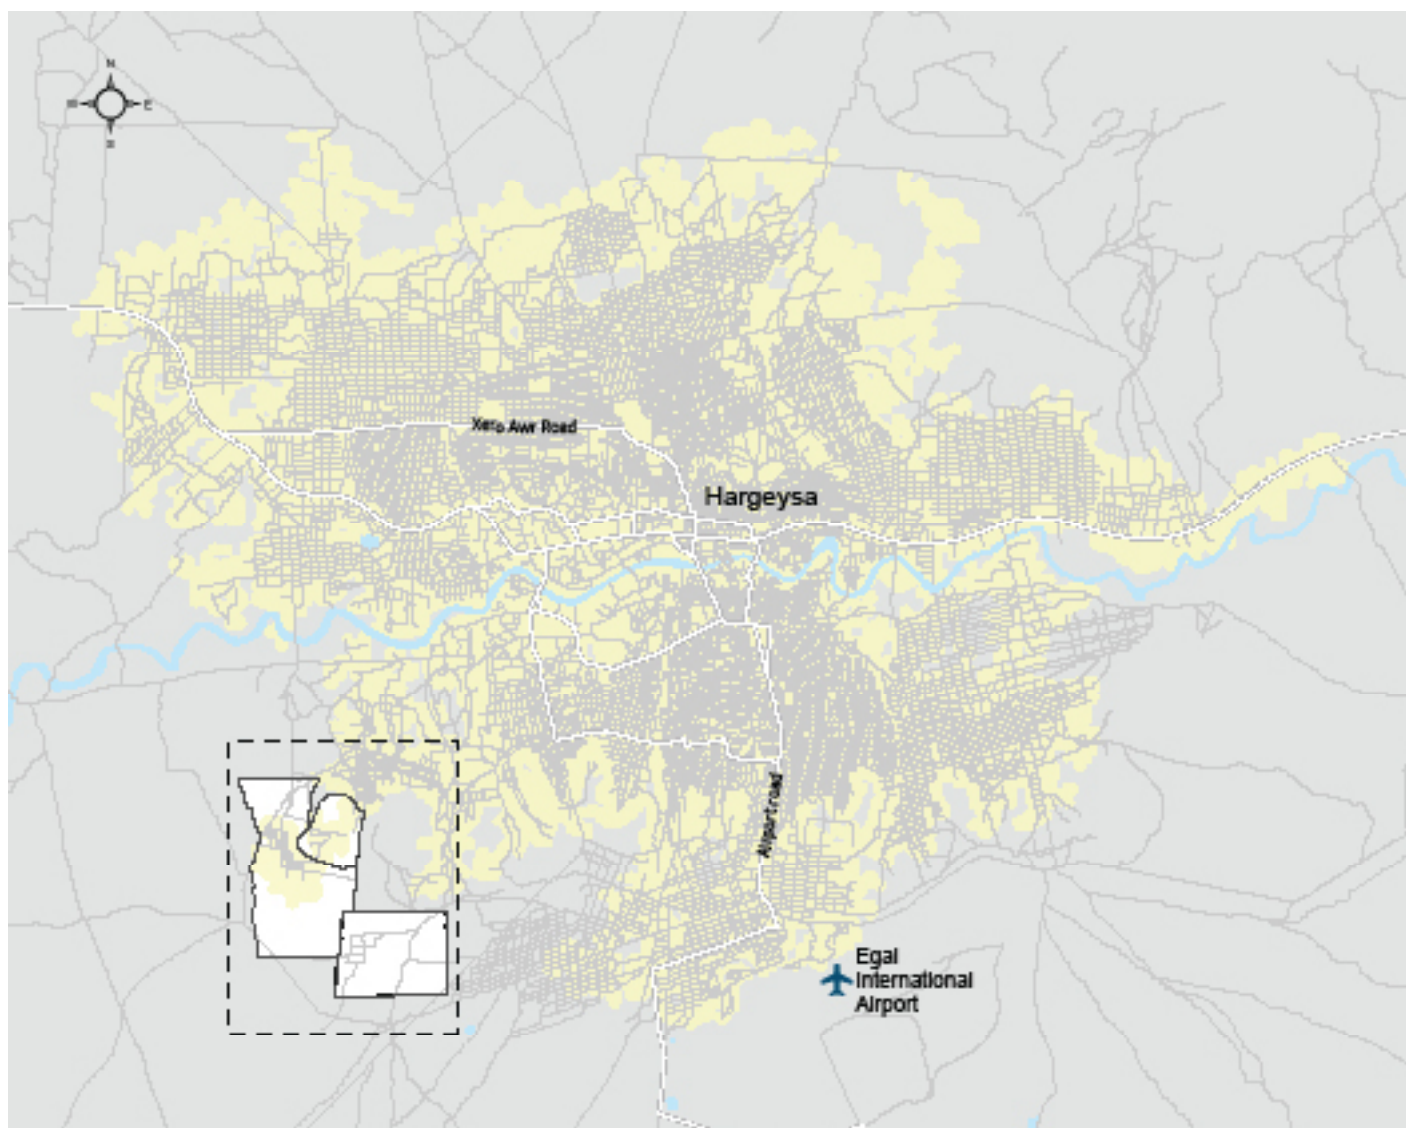 N
E
S
Xero Awr Road
Hargeysa
Airport road
Egal
International
Airport